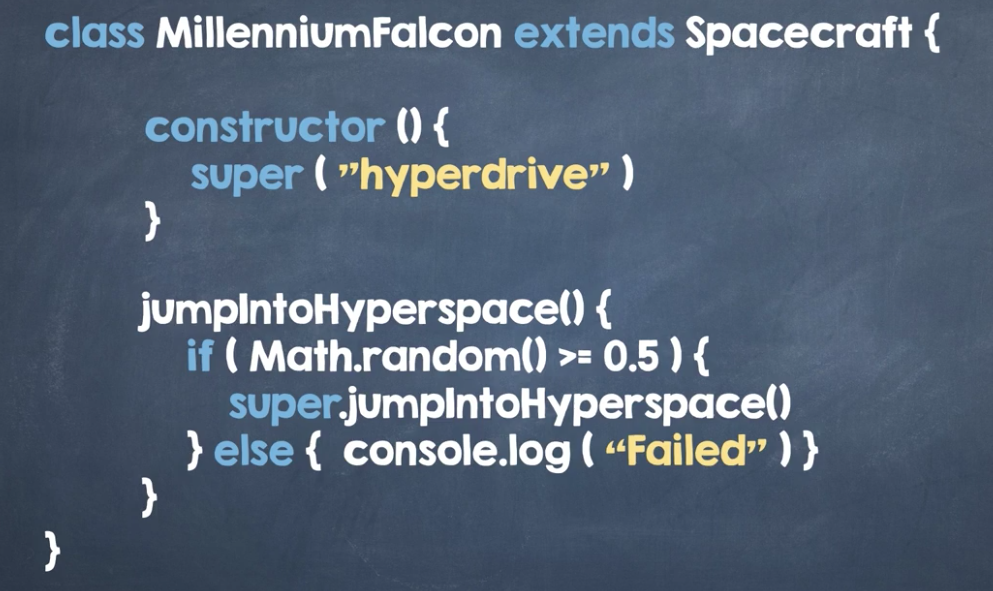 class MillenniumFalcon extends Spacecraft {
constructor () {
super ( ”hyperdrive” )
}
jumpIntoHyperspace() {
if ( Math.random() >= 0.5 ) {
super.jumpIntoHyperspace()
} else { console.log ( “Failed” ) }
}
}